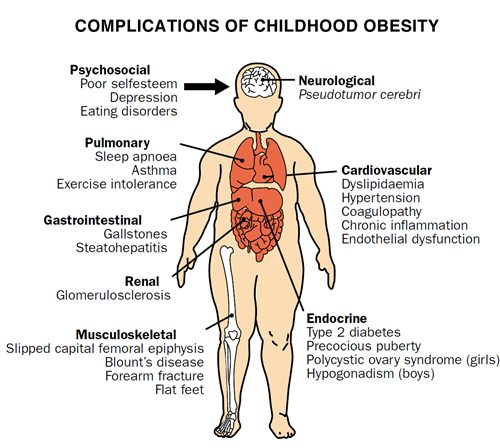 COMPLICATIONS OF CHILDHOOD OBESITY
Psychosocial
Poor selfesteem
Depression
Eating disorders
Neurological
Pseudotumor cerebri
Pulmonary
Sleep apnoea
Asthma
Exercise intolerance
Cardiovascular
Dyslipidaemia
Hypertension
Coagulopathy
Chronic inflammation
Endothelial dysfunction
Gastrointestinal
Gallstones
Steatohepatitis
Renal
Glomerulosclerosis
Musculoskeletal
Slipped capital femoral epiphysis
Blount's disease
Forearm fracture
Flat feet
Endocrine
Type 2 diabetes
Precocious puberty
Polycystic ovary syndrome (girls)
Hypogonadism (boys)